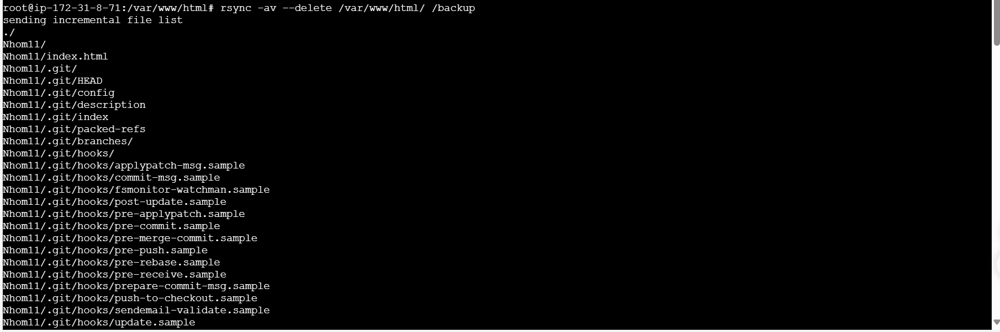 root@ip-172-31-8-71:/var/www/html# rsync -av --delete /var/www/html/ /backup
sending incremental file list
./
Nhom11/
Nhom11/index.html
Nhom11/.git/
Nhom11/.git/HEAD
Nhom11/.git/config
Nhom11/.git/description
Nhom11/.git/index
Nhom11/.git/packed-refs
Nhom11/.git/branches/
Nhom11/.git/hooks/
Nhom11/.git/hooks/applypatch-msg.sample
Nhom11/.git/hooks/commit-msg.sample
Nhom11/.git/hooks/fsmonitor-watchman.sample
Nhom11/.git/hooks/post-update.sample
Nhom11/.git/hooks/pre-applypatch.sample
Nhom11/.git/hooks/pre-commit.sample
Nhom11/.git/hooks/pre-merge-commit.sample
Nhom11/.git/hooks/pre-push.sample
Nhom11/.git/hooks/pre-rebase.sample
Nhom11/.git/hooks/pre-receive.sample
Nhom11/.git/hooks/prepare-commit-msg.sample
Nhom11/.git/hooks/push-to-checkout.sample
Nhom11/.git/hooks/sendemail-validate.sample
Nhom11/.git/hooks/update.sample